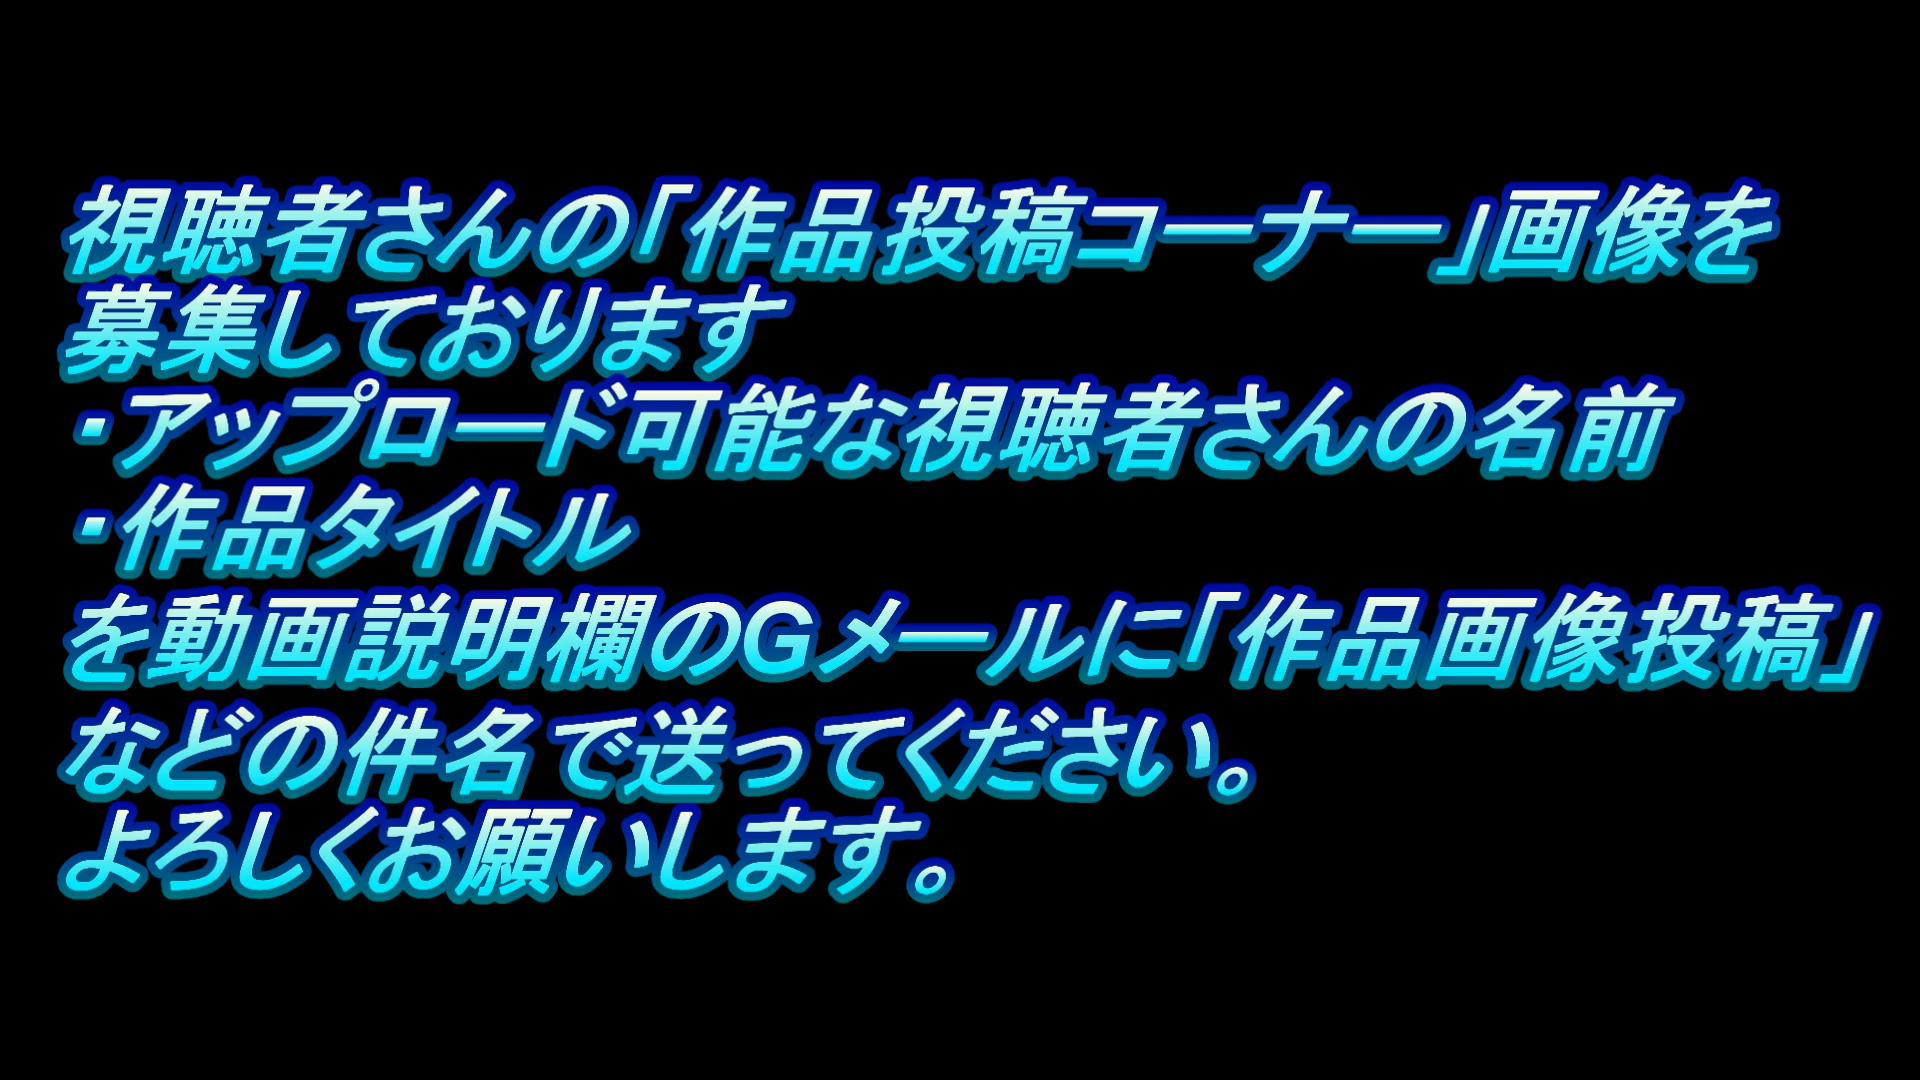 視聴者さんの「作品投稿コーナー」画像を
募集しております
・アップロード可能な視聴者さんの名前
・作品タイトル
を動画説明欄のGメールに「作品画像投稿」
などの件名で送ってください。
よろしくお願いします。